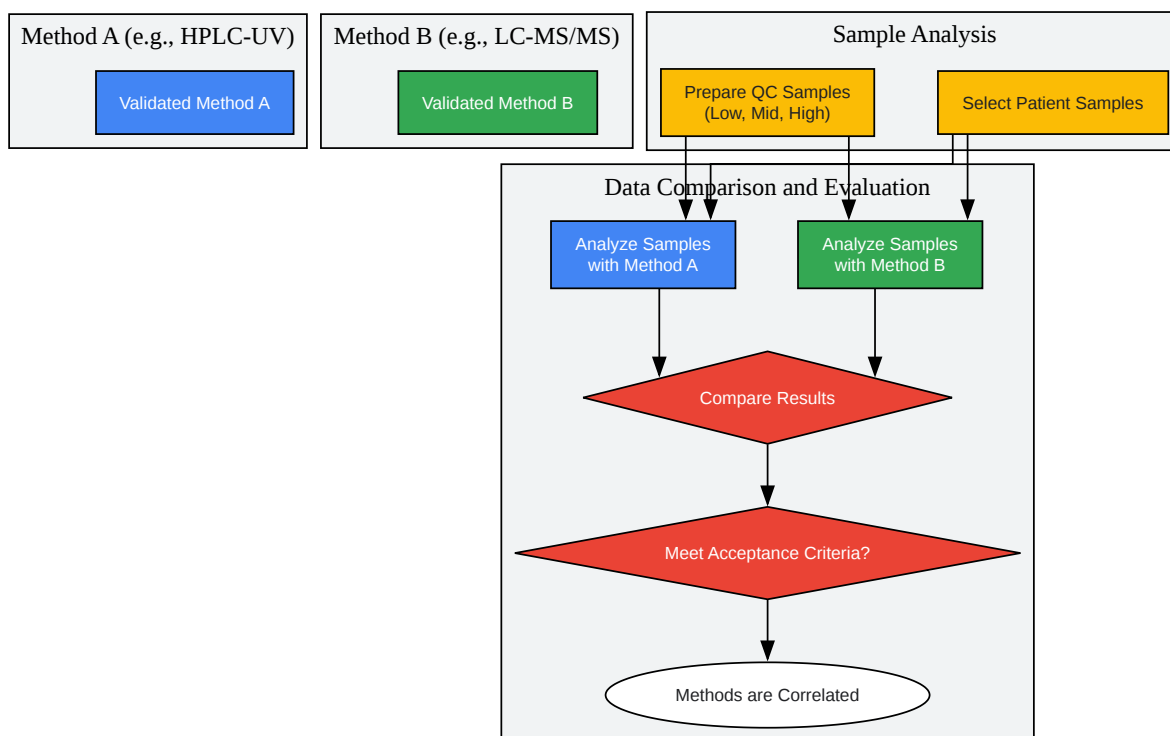 Method A (e.g., HPLC-UV)
Validated Method A
Method B (e.g., LC-MS/MS)
Validated Method B
Sample Analysis
Prepare QC Samples
(Low, Mid, High)
Select Patient Samples
Data Comparison and Evaluation
Analyze Samples
with Method A
Analyze Samples
with Method B
Compare Results
Meet Acceptance Criteria?
Methods are Correlated